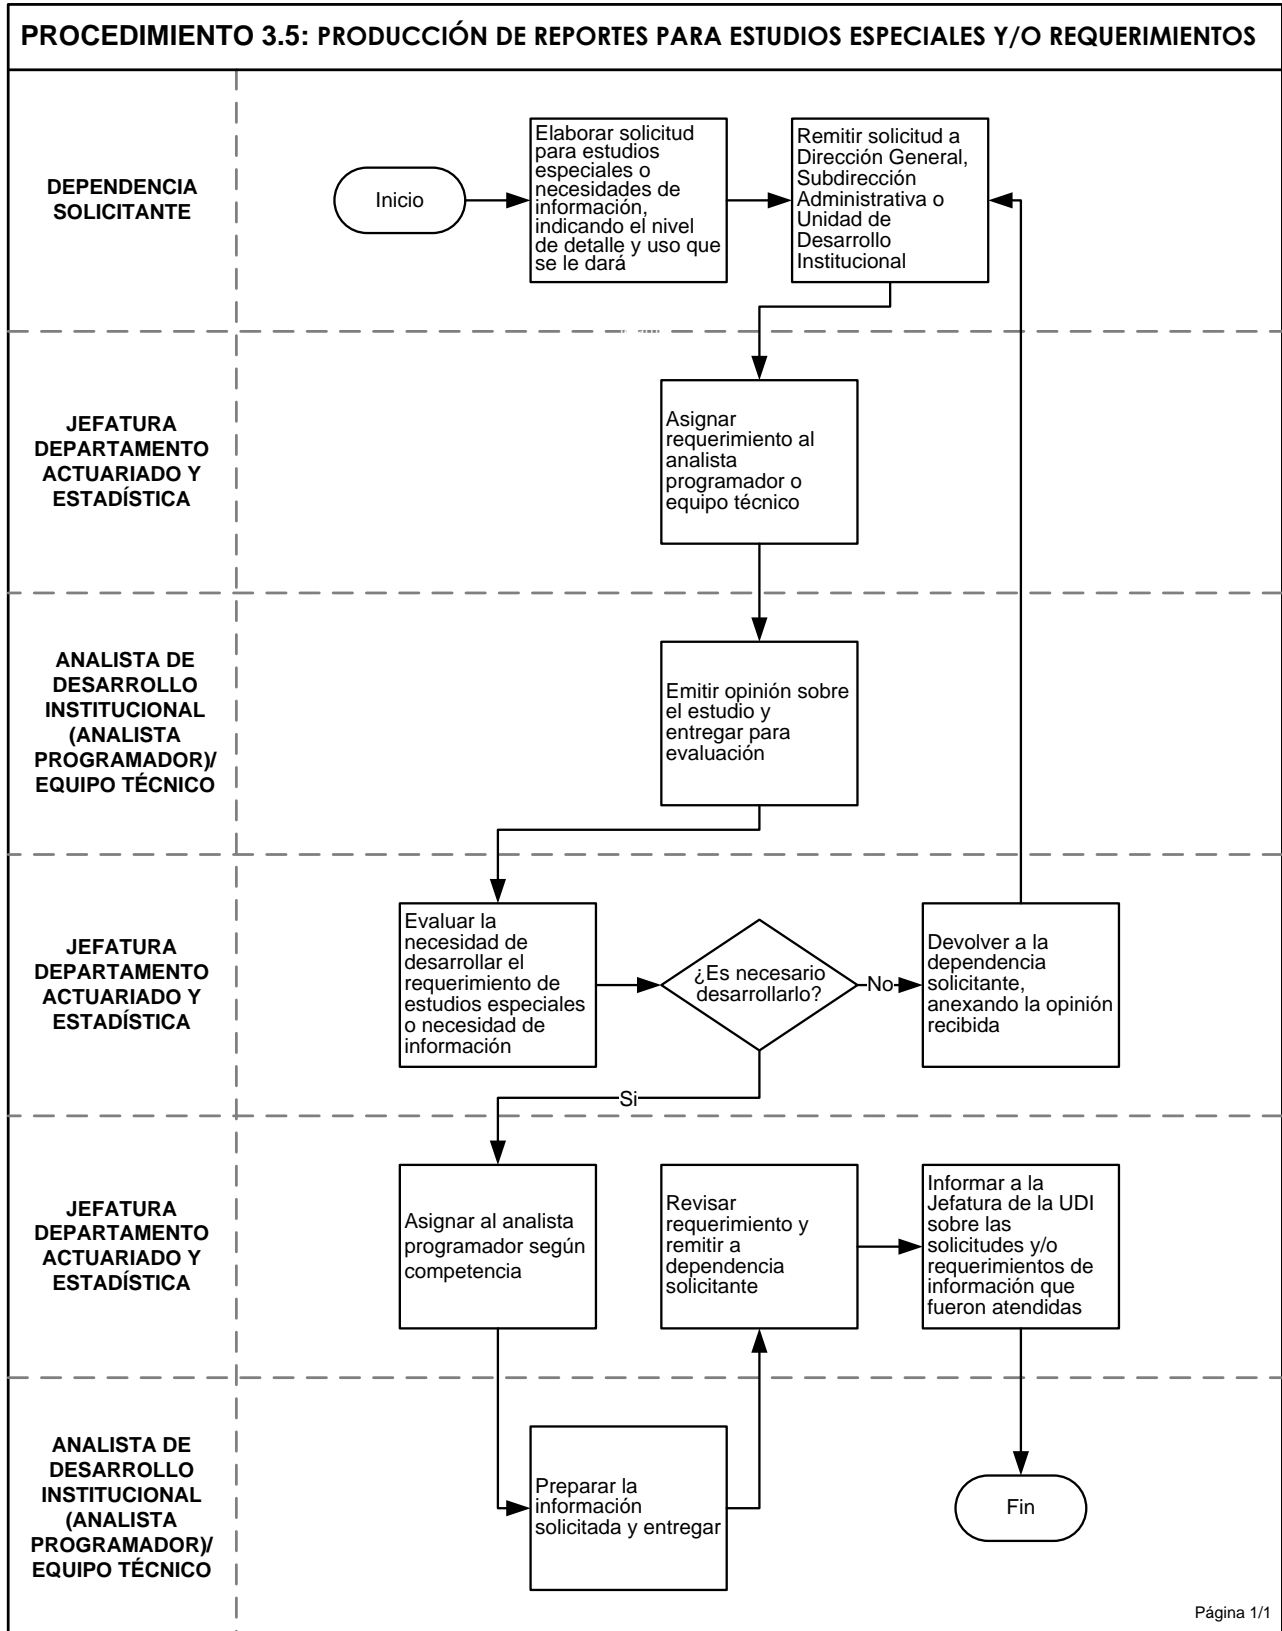 PROCEDIMIENTO 3.5: PRODUCCIÓN DE REPORTES PARA ESTUDIOS ESPECIALES Y/O REQUERIMIENTOS
DEPENDENCIA
SOLICITANTE
Inicio
Elaborar solicitud
para estudios
especiales o
necesidades de
información,
indicando el nivel
de detalle y uso que
se le dará
Remitir solicitud a
Dirección General,
Subdirección
Administrativa o
Unidad de
Desarrollo
Institucional
JEFATURA
DEPARTAMENTO
ACTUARIADO Y
ESTADÍSTICA
Asignar
requerimiento al
analista
programador o
equipo técnico
ANALISTA DE
DESARROLLO
INSTITUCIONAL
(ANALISTA
PROGRAMADOR)/
EQUIPO TÉCNICO
Emitir opinión sobre
el estudio y
entregar para
evaluación
JEFATURA
DEPARTAMENTO
ACTUARIADO Y
ESTADÍSTICA
Evaluar la
necesidad de
desarrollar el
requerimiento de
estudios especiales
o necesidad de
información
¿Es necesario
desarrollarlo?
No
Devolver a la
dependencia
solicitante,
anexando la opinión
recibida
Si
JEFATURA
DEPARTAMENTO
ACTUARIADO Y
ESTADÍSTICA
Asignar al analista
programador según
competencia
Revisar
requerimiento y
remitir a
dependencia
solicitante
Informar a la
Jefatura de la UDI
sobre las
solicitudes y/o
requerimientos de
información que
fueron atendidas
ANALISTA DE
DESARROLLO
INSTITUCIONAL
(ANALISTA
PROGRAMADOR)/
EQUIPO TÉCNICO
Preparar la
información
solicitada y entregar
Fin
Página 1/1